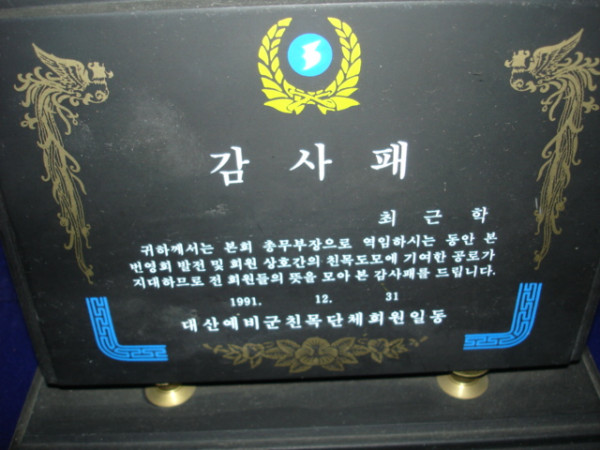 감 사 패
최 근 학
귀하께서는 본회 총무부장으로 역임하시는 동안 본
번영회 발전 및 회원 상호간의 친목도모에 기여한 공로가
지대하므로 전 회원들의 뜻을 모아 본 감사패를 드립니다.
1991. 12. 31
대산예비군친목단체회원일동